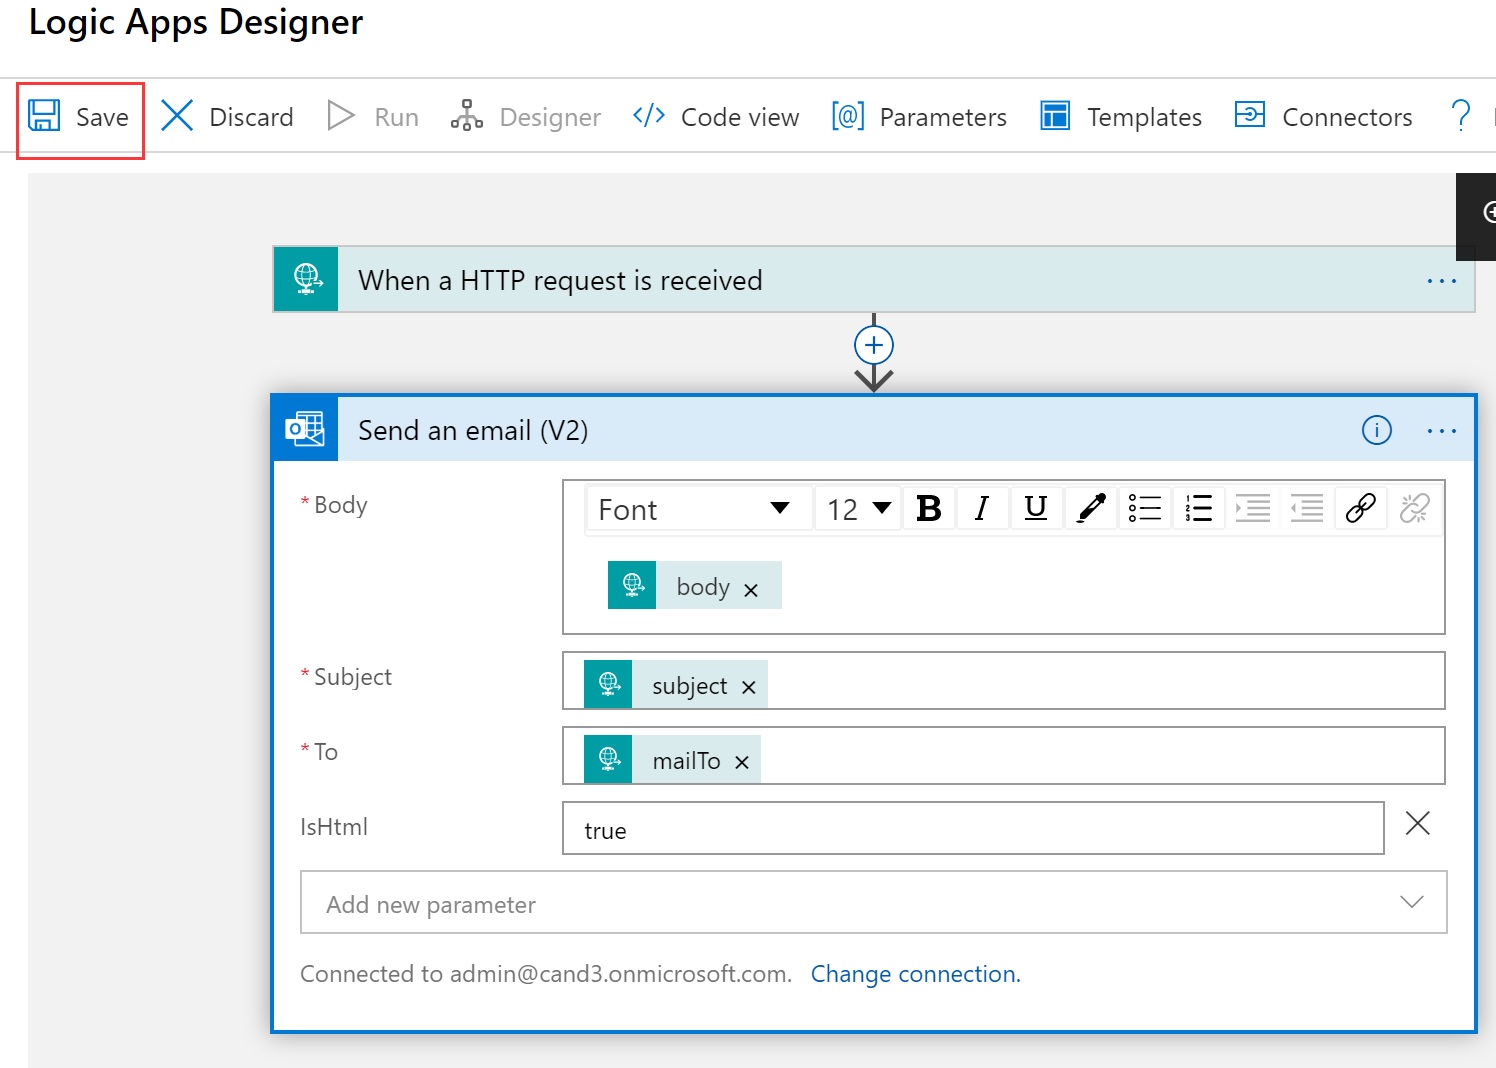 Logic Apps Designer
Save Discard Run Designer </> Code view [@] Parameters Templates Connectors ?
When a HTTP request is received ...
Send an email (V2) i ...
* Body Font 12 B I U
body ×
* Subject subject ×
* To mailTo ×
IsHtml true
Add new parameter
Connected to admin@cand3.onmicrosoft.com. Change connection.